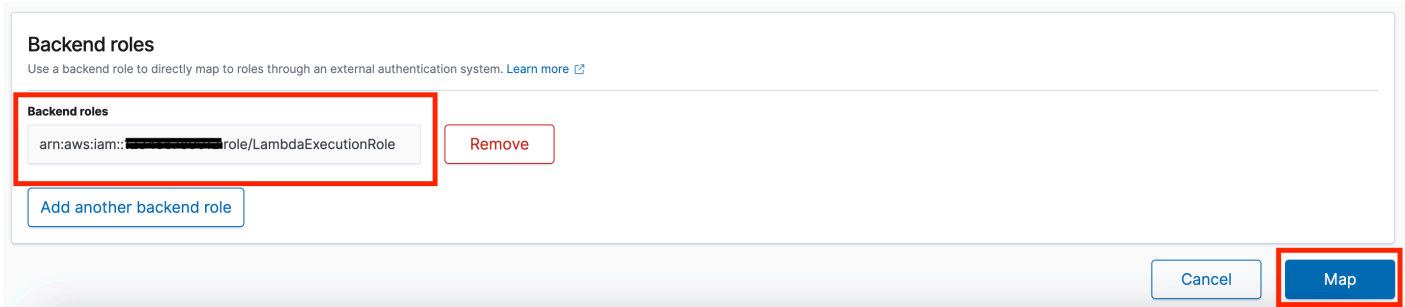 Backend roles
Use a backend role to directly map to roles through an external authentication system. Learn more
Backend roles
arn:aws:iam:: role/LambdaExecutionRole
Remove
Add another backend role
Cancel
Map